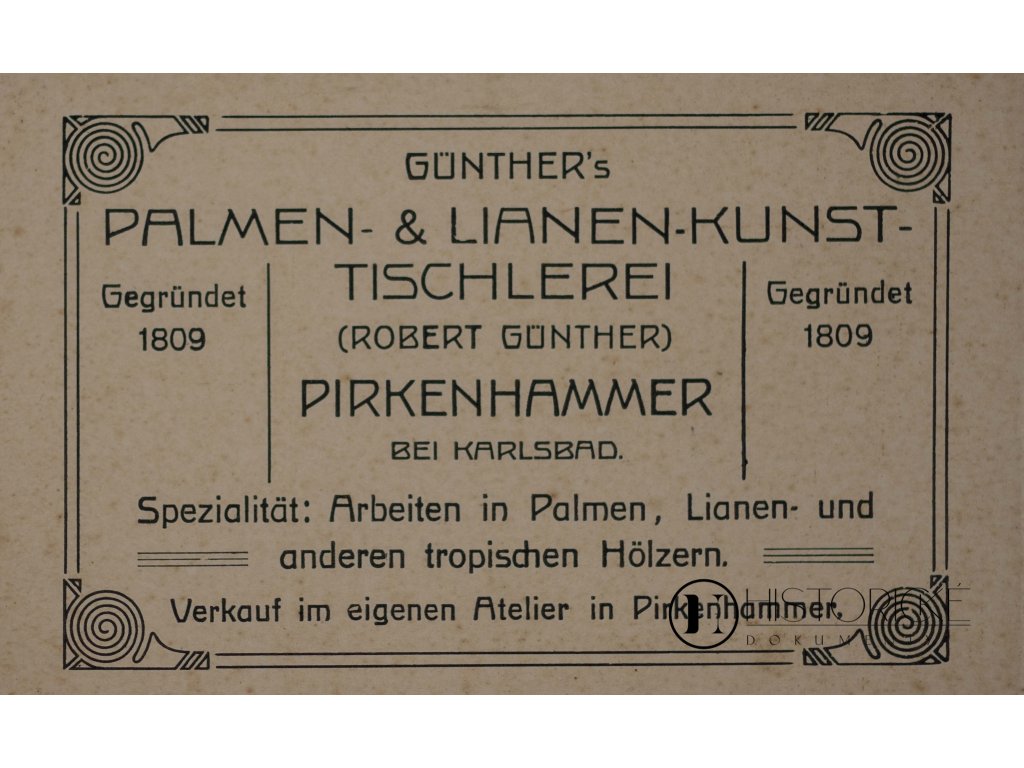 GÜNTHER's
PALMEN- & LIANEN-KUNST-
TISCHLEREI
Gegründet
1809
(ROBERT GÜNTHER)
PIRKENHAMMER
BEI KARLSBAD.
Gegründet
1809
Spezialität: Arbeiten in Palmen, Lianen- und
anderen tropischen Hölzern.
Verkauf im eigenen Atelier in Pirkenhammer.
HISTORICKÉ